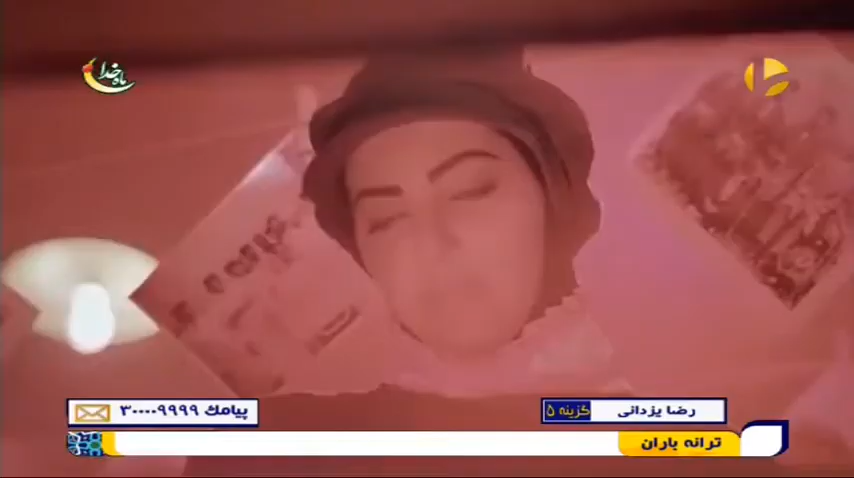 ماه خدا
رضا یزدانی گزینه ۵
پیامک ۳۰۰۰۰۹۹۹۹
ترانه باران